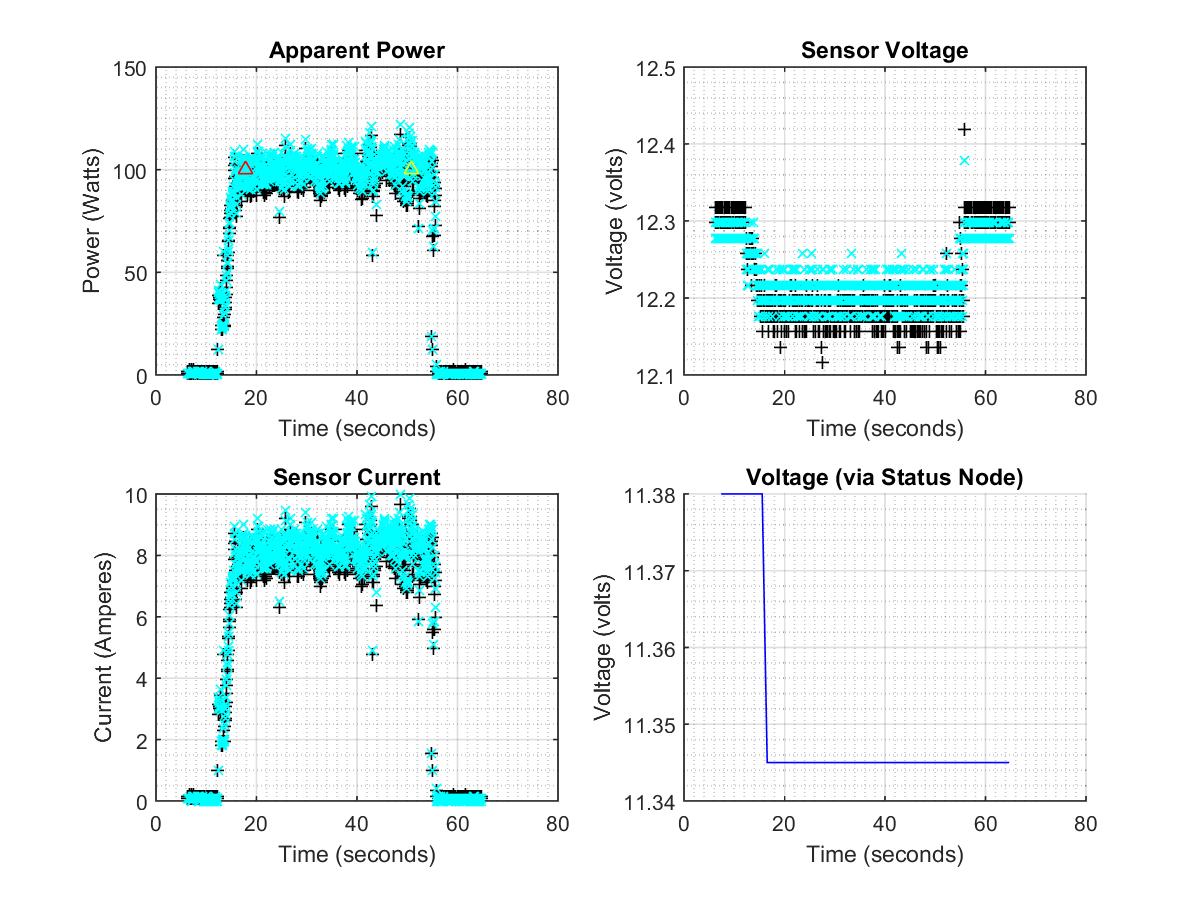 Apparent Power
150
100
50
0
0 20 40 60 80
Power (Watts)
Time (seconds)
Sensor Voltage
12.5
12.4
12.3
12.2
12.1
0 20 40 60 80
Voltage (volts)
Time (seconds)
Sensor Current
10
8
6
4
2
0
0 20 40 60 80
Current (Amperes)
Time (seconds)
Voltage (via Status Node)
11.38
11.37
11.36
11.35
11.34
0 20 40 60 80
Voltage (volts)
Time (seconds)